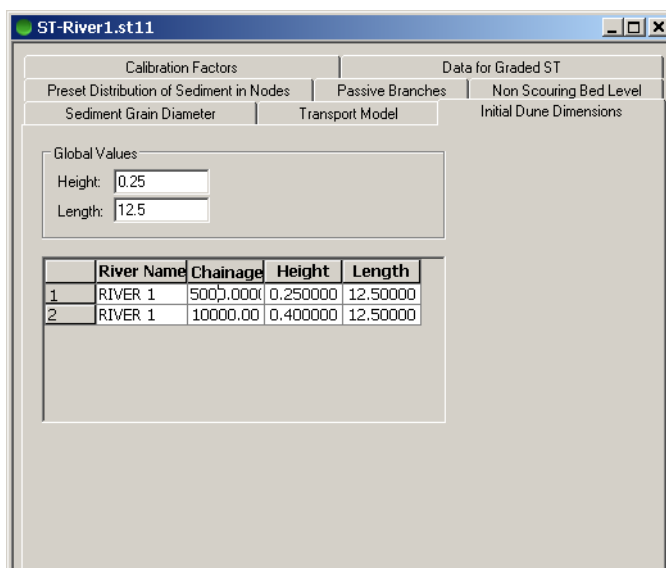 ST-River1.st11
Calibration Factors Data for Graded ST
Preset Distribution of Sediment in Nodes Passive Branches Non Scouring Bed Level
Sediment Grain Diameter Transport Model Initial Dune Dimensions
Global Values
Height: 0.25
Length: 12.5
River Name Chainage Height Length
1 RIVER 1 5000.000( 0.250000 12.50000
2 RIVER 1 10000.00 0.400000 12.50000